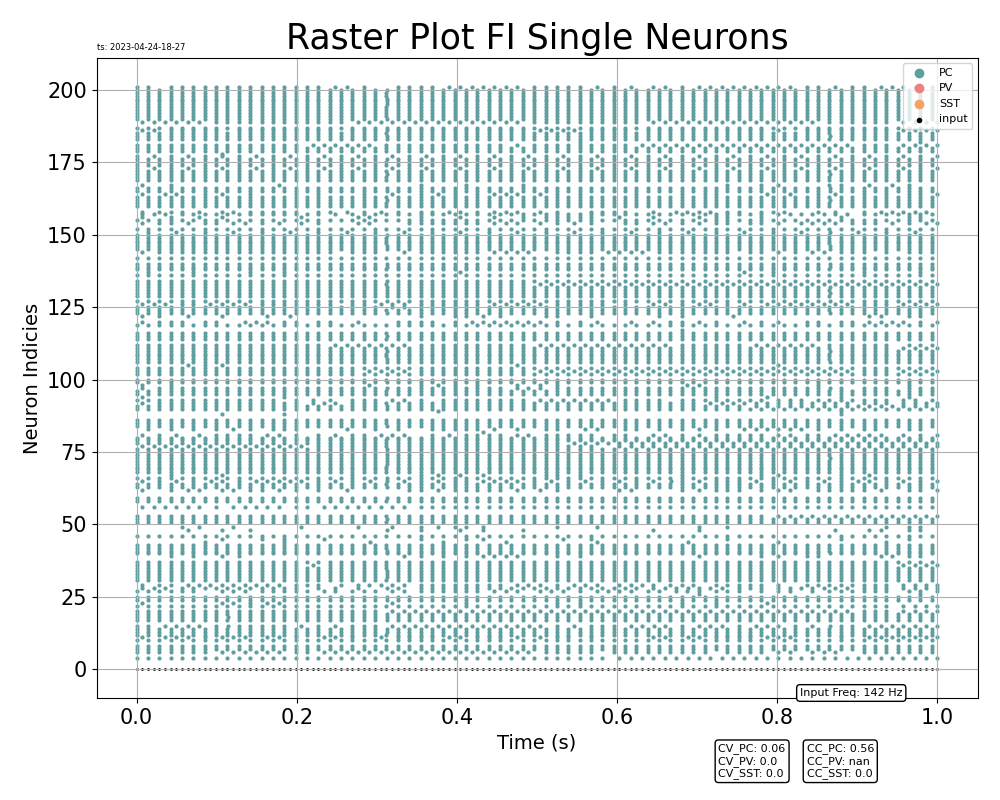 Raster Plot FI Single Neurons
ts: 2023-04-24-18-27
PC
PV
SST
input
200
175
150
125
100
75
50
25
0
Neuron Indicies
0.0 0.2 0.4 0.6 0.8 1.0
Input Freq: 142 Hz
Time (s)
CV_PC: 0.06
CV_PV: 0.0
CV_SST: 0.0
CC_PC: 0.56
CC_PV: nan
CC_SST: 0.0